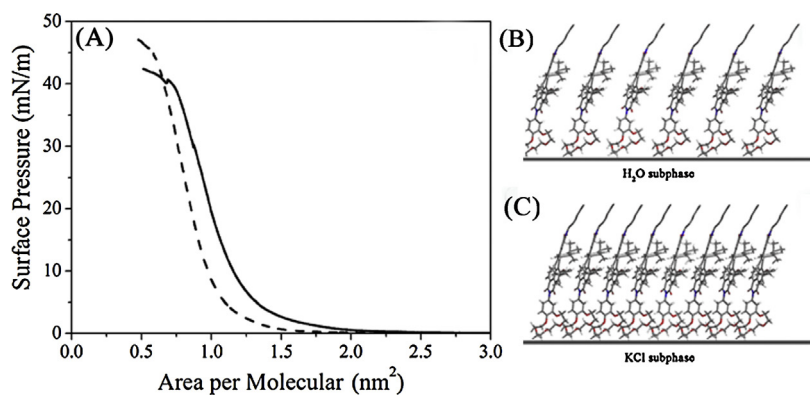 (A)
50
40
30
20
10
0
Surface Pressure (mN/m)
0.0 0.5 1.0 1.5 2.0 2.5 3.0
Area per Molecular (nm²)
(B)
H₂O subphase
(C)
KCl subphase